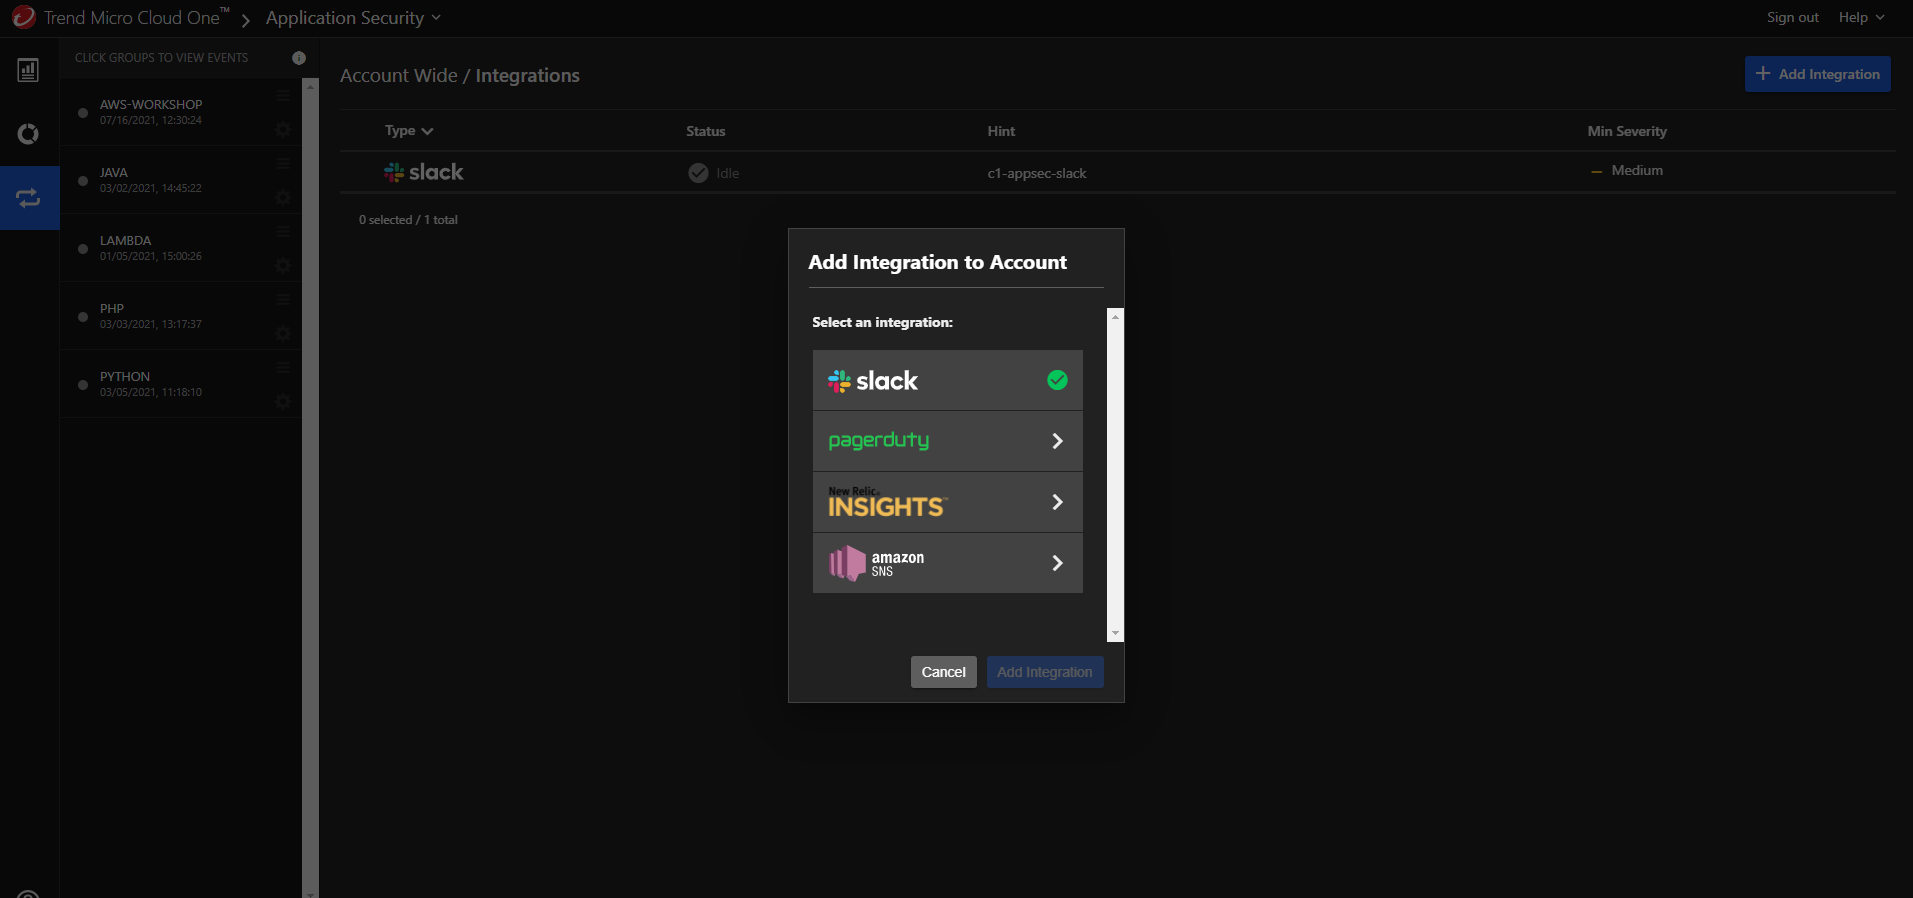 Trend Micro Cloud One™ Application Security
Sign out Help
CLICK GROUPS TO VIEW EVENTS
AWS-WORKSHOP
07/16/2021, 12:30:24
JAVA
03/02/2021, 14:45:22
LAMBDA
01/05/2021, 15:00:26
PHP
03/03/2021, 13:17:37
PYTHON
03/05/2021, 11:18:10
Account Wide / Integrations
Add Integration
Type Status Hint Min Severity
slack Idle c1-appsec-slack Medium
0 selected / 1 total
Add Integration to Account
Select an integration:
slack
pagerduty
New Relic.
INSIGHTS™
amazon
SNS
Cancel Add Integration